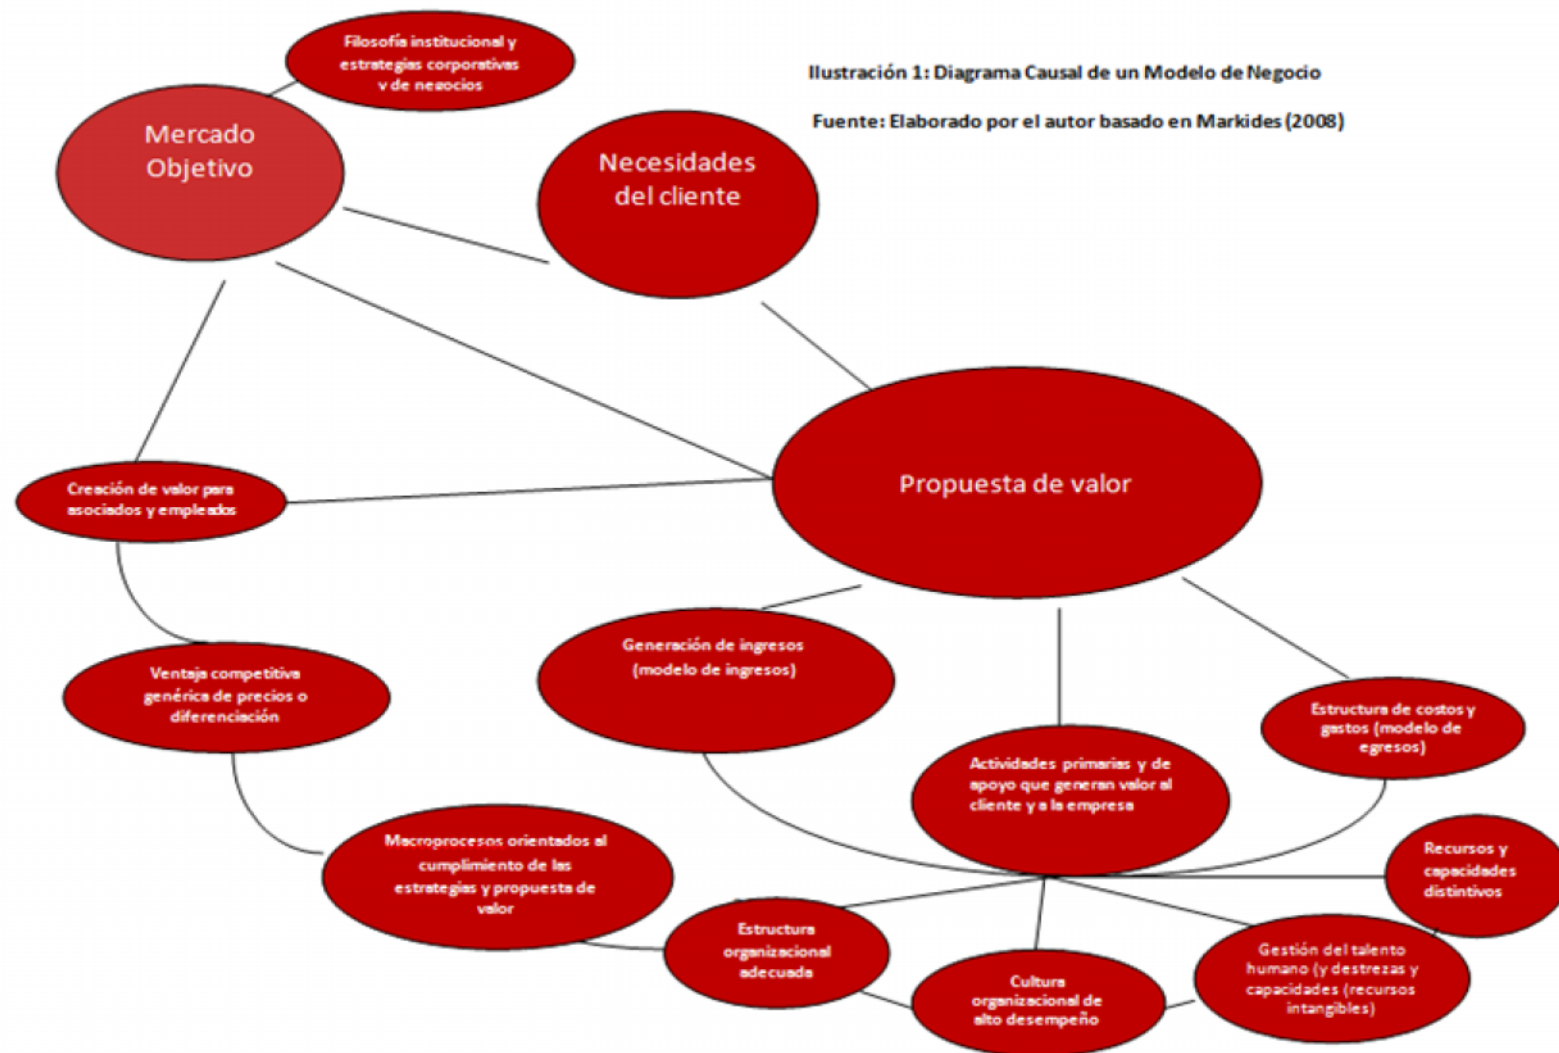 Filosofía institucional y
estrategias corporativas
y de negocios
Ilustración 1: Diagrama Causal de un Modelo de Negocio
Fuente: Elaborado por el autor basado en Markides (2008)
Mercado
Objetivo
Necesidades
del cliente
Propuesta de valor
Creación de valor para
asociados y empleados
Generación de ingresos
(modelo de ingresos)
Ventaja competitiva
genérica de precios o
diferenciación
Estructura de costos y
gastos (modelo de
egresos)
Actividades primarias y de
apoyo que generan valor al
cliente y a la empresa
Macroprocesos orientados al
cumplimiento de las
estrategias y propuesta de
valor
Recursos y
capacidades
distintivos
Estructura
organizacional
adecuada
Gestión del talento
humano (y destrezas y
capacidades (recursos
intangibles)
Cultura
organizacional de
alto desempeño